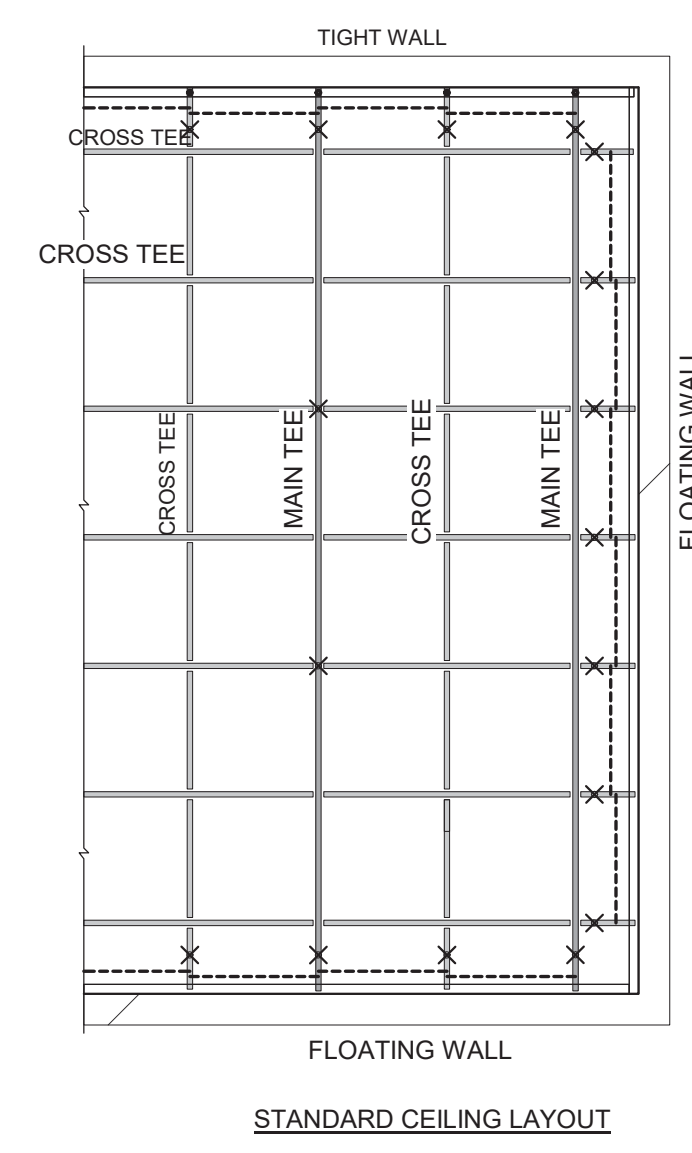 TIGHT WALL
CROSS TEE
CROSS TEE
CROSS TEE
MAIN TEE
CROSS TEE
MAIN TEE
FLOATING WALL
FLOATING WALL
STANDARD CEILING LAYOUT